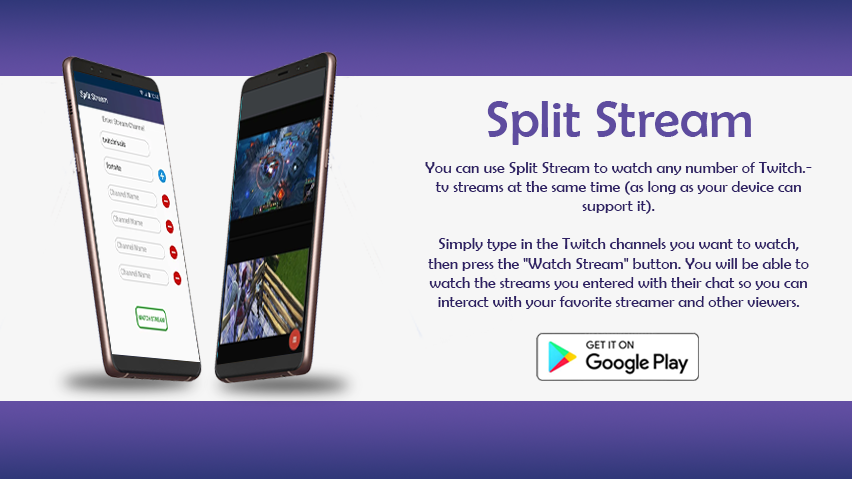 Split Stream
Enter Stream Channel
fortnite
Channel Name
Channel Name
Channel Name
Channel Name
WATCH STREAM
Split Stream
You can use Split Stream to watch any number of Twitch.-
tv streams at the same time (as long as your device can
support it).
Simply type in the Twitch channels you want to watch,
then press the "Watch Stream" button. You will be able to
watch the streams you entered with their chat so you can
interact with your favorite streamer and other viewers.
GET IT ON
Google Play